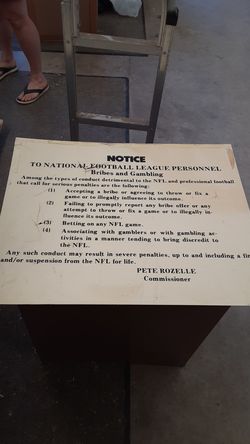 NOTICE
TO NATIONAL FOOTBALL LEAGUE PERSONNEL
Bribes and Gambling
Among the types of conduct detrimental to the NFL and professional football
that call for serious penalties are the following:
(1) Accepting a bribe or agreeing to throw or fix a
game or to illegally influence its outcome.
(2) Failing to promptly report any bribe offer or any
attempt to throw or fix a game or to illegally in-
fluence its outcome.
(3) Betting on any NFL game.
(4) Associating with gamblers or with gambling ac-
tivities in a manner tending to bring discredit to
the NFL.
Any such conduct may result in severe penalties, up to and including a fine
and/or suspension from the NFL for life.
PETE ROZELLE
Commissioner